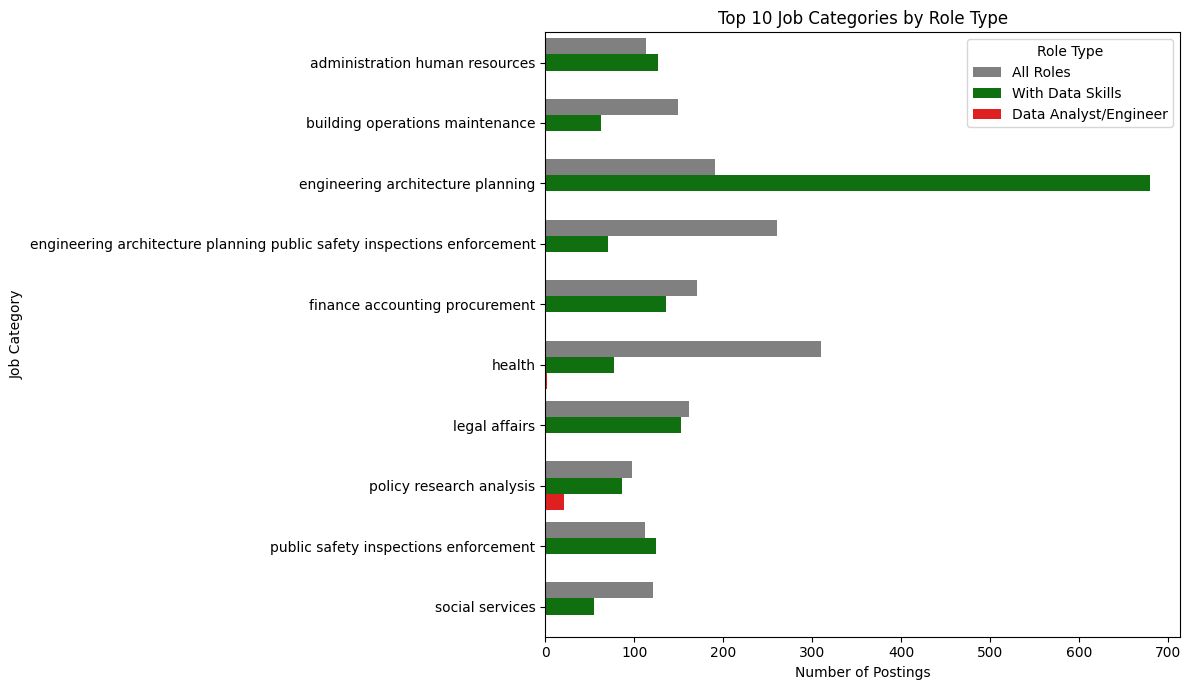 Top 10 Job Categories by Role Type
Role Type
All Roles
With Data Skills
Data Analyst/Engineer
Job Category
administration human resources
building operations maintenance
engineering architecture planning
engineering architecture planning public safety inspections enforcement
finance accounting procurement
health
legal affairs
policy research analysis
public safety inspections enforcement
social services
0 100 200 300 400 500 600 700
Number of Postings